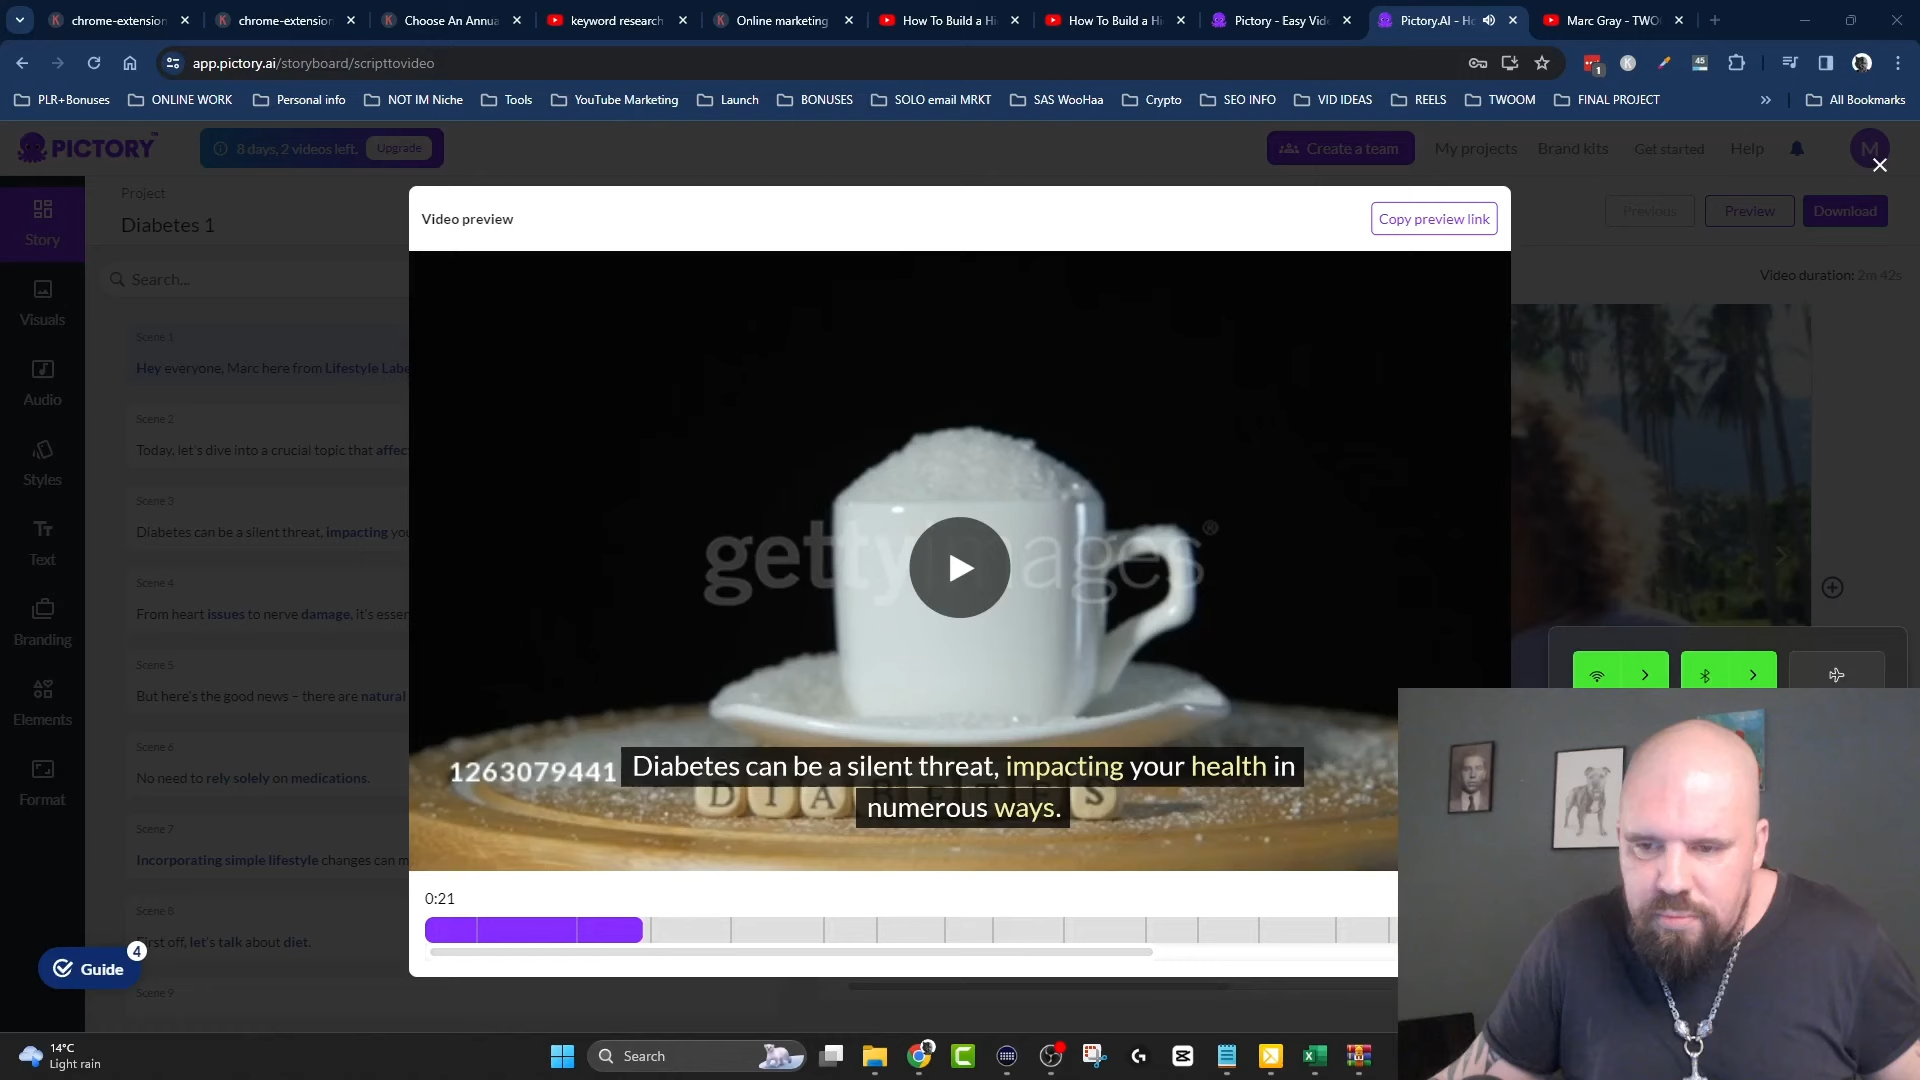 chrome-extension
chrome-extension
Choose An Annua
keyword research
Online marketing
How To Build a Hi
How To Build a Hi
Pictory - Easy Vid
Pictory.AI - Ho
Marc Gray - TWO
app.pictory.ai/storyboard/scripttovideo
1
45
PLR+Bonuses
ONLINE WORK
Personal info
NOT IM Niche
Tools
YouTube Marketing
Launch
BONUSES
SOLO email MRKT
SAS WooHaa
Crypto
SEO INFO
VID IDEAS
REELS
TWOOM
FINAL PROJECT
All Bookmarks
PICTORY
8 days, 2 videos left.
Upgrade
Create a team
My projects
Brand kits
Get started
Help
M
Project
Diabetes 1
Previous
Preview
Download
Story
Visuals
Audio
Styles
Text
Branding
Elements
Format
Search...
Video duration: 2m 42s
Scene 1
Hey everyone, Marc here from Lifestyle Labe
Scene 2
Today, let's dive into a crucial topic that affec
Scene 3
Diabetes can be a silent threat, impacting you
Scene 4
From heart issues to nerve damage, it's essen
Scene 5
But here's the good news – there are natural
Scene 6
No need to rely solely on medications.
Scene 7
Incorporating simple lifestyle changes can m
Scene 8
First off, let's talk about diet.
Scene 9
Video preview
Copy preview link
gettyimages®
1263079441
DIABETES
Diabetes can be a silent threat, impacting your health in
numerous ways.
0:21
Guide
4
14°C
Light rain
Search